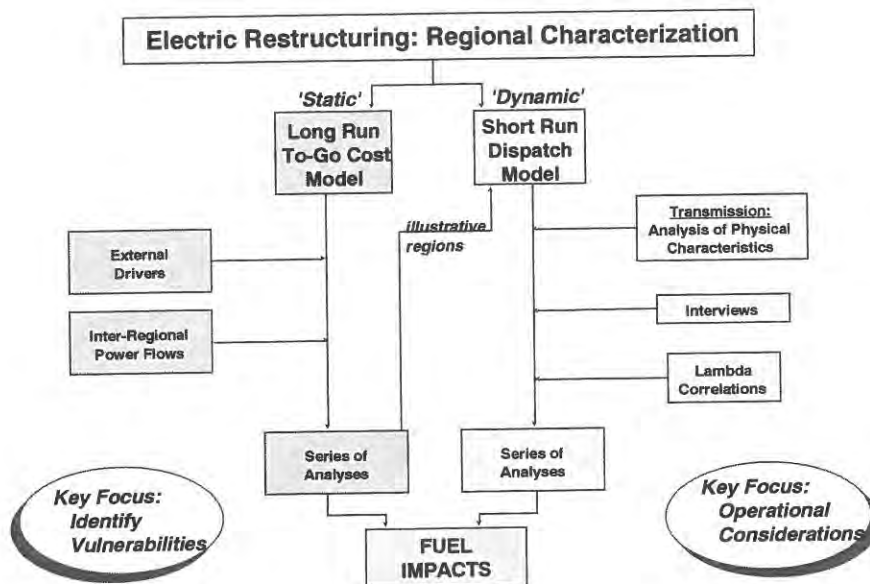 Electric Restructuring: Regional Characterization
'Static'
'Dynamic'
Long Run
To-Go Cost
Model
Short Run
Dispatch
Model
illustrative
regions
Transmission:
Analysis of Physical
Characteristics
External
Drivers
Interviews
Inter-Regional
Power Flows
Lambda
Correlations
Series of
Analyses
Series of
Analyses
Key Focus:
Identify
Vulnerabilities
Key Focus:
Operational
Considerations
FUEL
IMPACTS